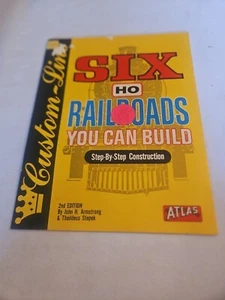 Custom-Line
SIX
HO
RAILROADS
YOU CAN BUILD
Step-By-Step Construction
2nd EDITION
By John H. Armstrong
& Thaddeus Stepek
ATLAS